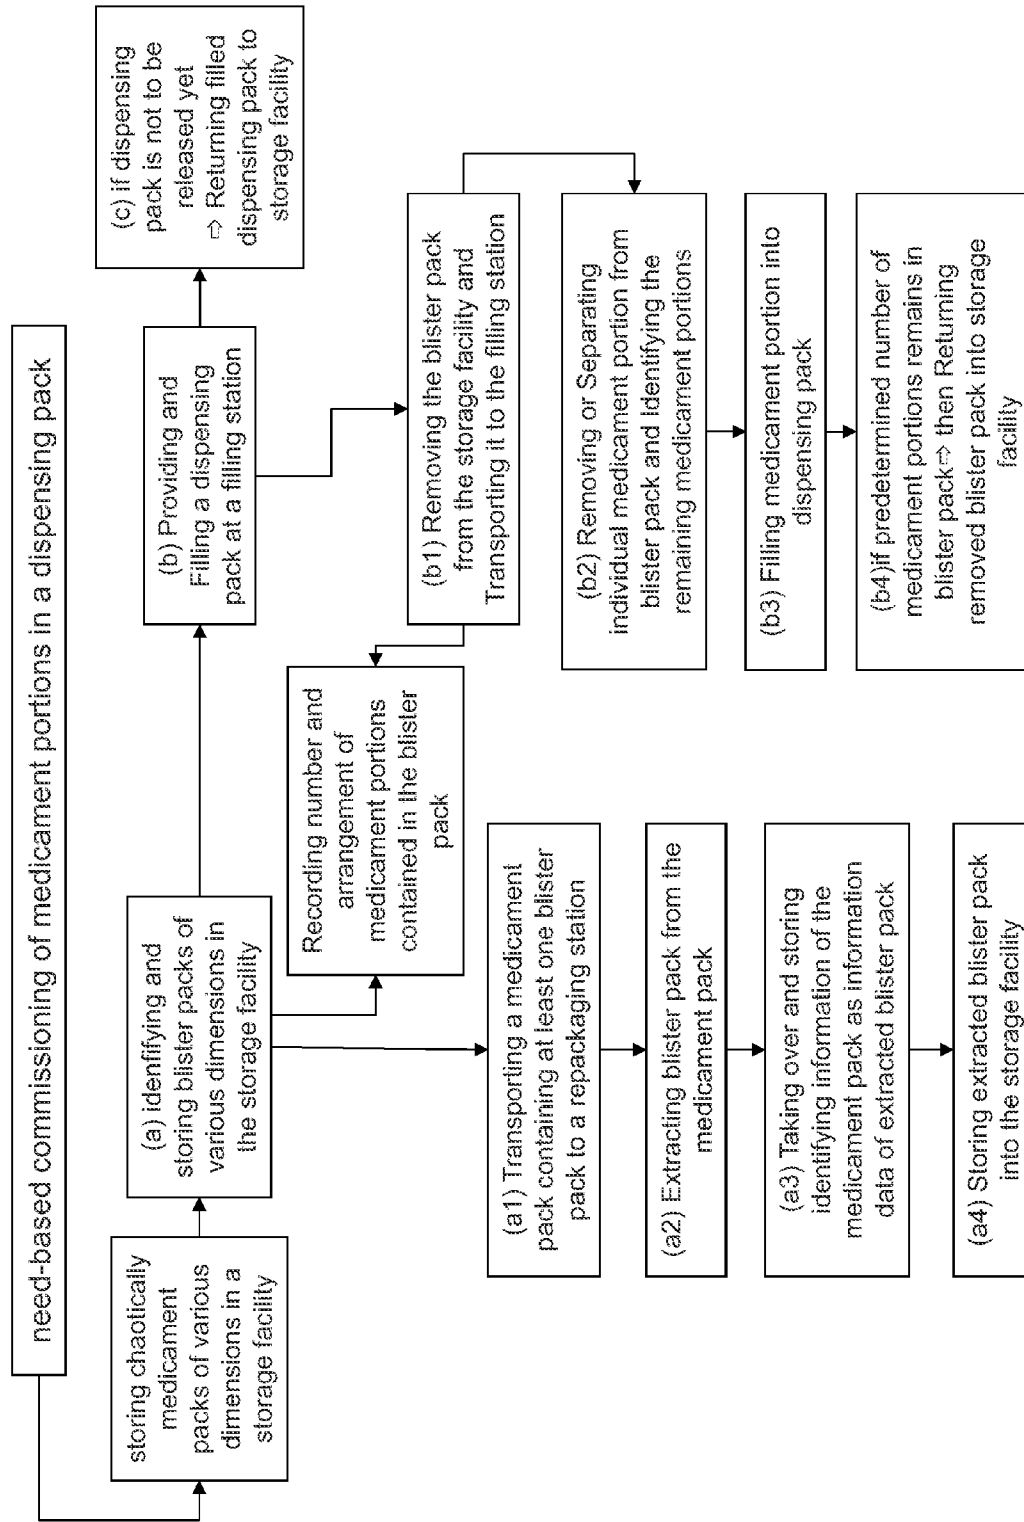 need-based commissioning of medicament portions in a dispensing pack
storing chaotically
medicament
packs of various
dimensions in a
storage facility
(a) identifying and
storing blister packs of
various dimensions in
the storage facility
(b) Providing and
Filling a dispensing
pack at a filling station
(c) if dispensing
pack is not to be
released yet
⇨ Returning filled
dispensing pack to
storage facility
Recording number and
arrangement of
medicament portions
contained in the blister
pack
(a1) Transporting a medicament
pack containing at least one blister
pack to a repackaging station
(a2) Extracting blister pack from the
medicament pack
(a3) Taking over and storing
identifying information of the
medicament pack as information
data of extracted blister pack
(a4) Storing extracted blister pack
into the storage facility
(b1) Removing the blister pack
from the storage facility and
Transporting it to the filling station
(b2) Removing or Separating
individual medicament portion from
blister pack and Identifying the
remaining medicament portions
(b3) Filling medicament portion into
dispensing pack
(b4)if predetermined number of
medicament portions remains in
blister pack⇨ then Returning
removed blister pack into storage
facility